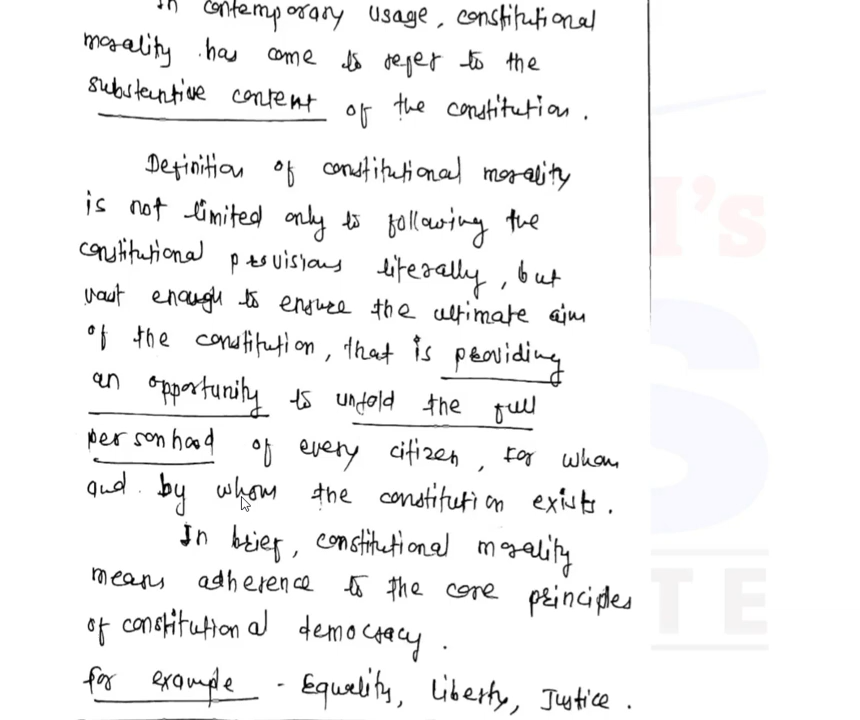 In contemporary usage, constitutional
morality has come to refer to the
substantive content of the constitution.
Definition of constitutional morality
is not limited only to following the
constitutional provisions literally, but
vast enough to ensure the ultimate aim
of the constitution, that is providing
an opportunity to unfold the full
personhood of every citizen, for whom
and by whom the constitution exists.
In brief, constitutional morality
means adherence to the core principles
of constitutional democracy.
for example - Equality, Liberty, Justice.
I's
S
TE